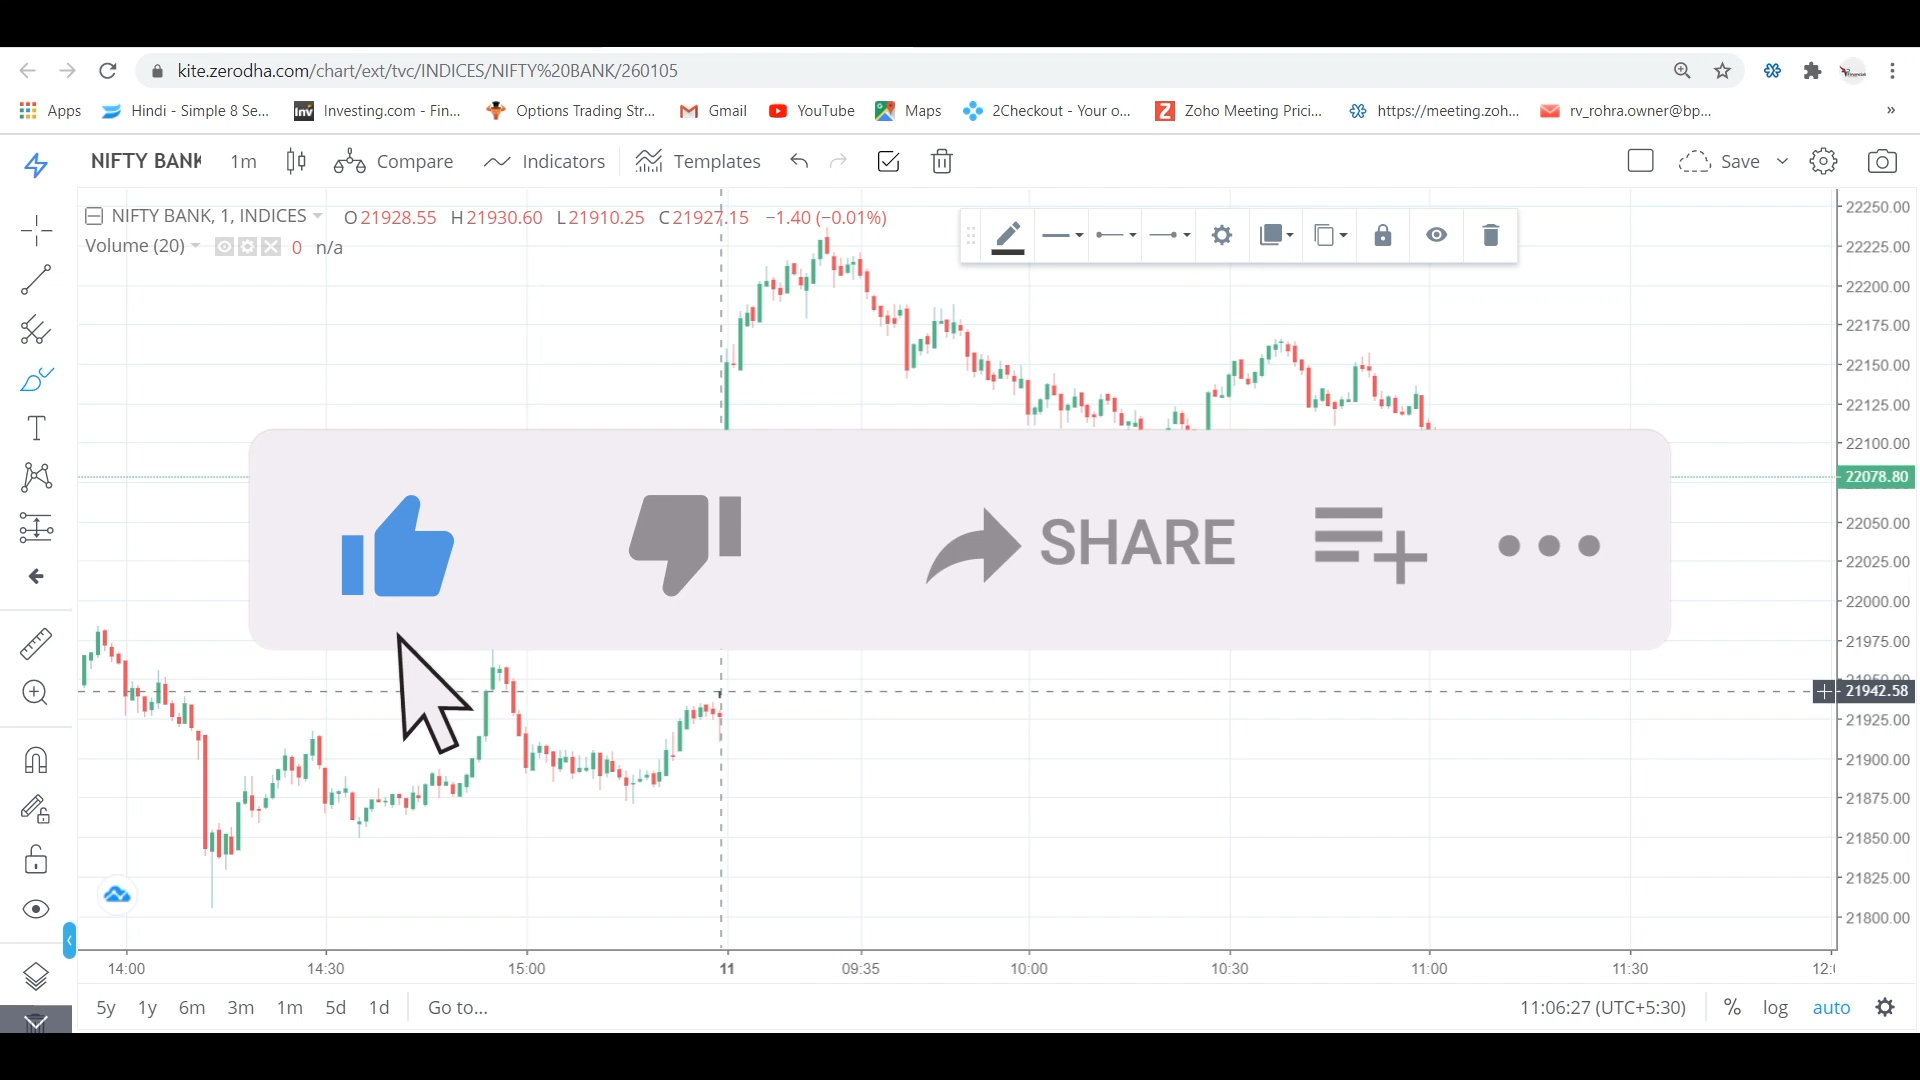 kite.zerodha.com/chart/ext/tvc/INDICES/NIFTY%20BANK/260105
Apps Hindi - Simple 8 Se... Investing.com - Fin... Options Trading Str... Gmail YouTube Maps 2Checkout - Your o... Zoho Meeting Prici... https://meeting.zoh... rv_rohra.owner@bp... »
NIFTY BANK 1m Compare Indicators Templates Save
NIFTY BANK, 1, INDICES O21928.55 H21930.60 L21910.25 C21927.15 −1.40 (−0.01%)
Volume (20) 0 n/a
22250.00
22225.00
22200.00
22175.00
22150.00
22125.00
22100.00
22078.80
22050.00
22025.00
22000.00
21975.00
21942.58
21925.00
21900.00
21875.00
21850.00
21825.00
21800.00
SHARE
14:00 14:30 15:00 11 09:35 10:00 10:30 11:00 11:30
5y 1y 6m 3m 1m 5d 1d Go to... 11:06:27 (UTC+5:30) % log auto